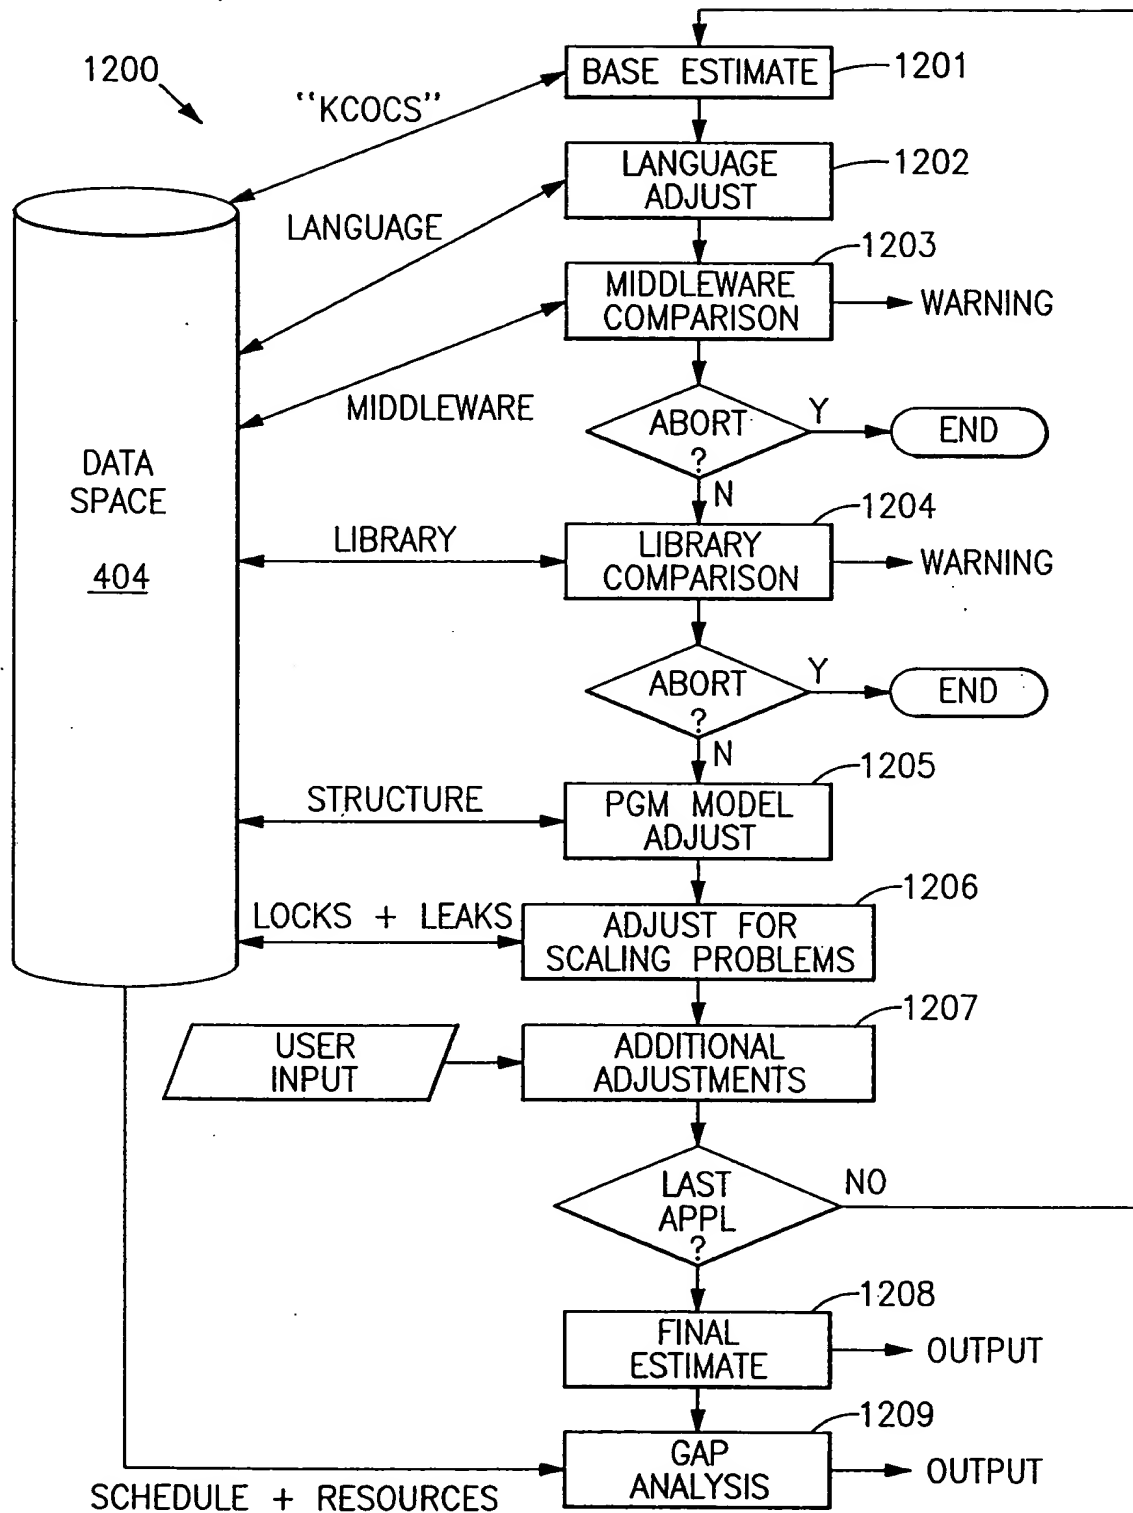 1200
"KCOCS"
BASE ESTIMATE
1201
LANGUAGE
ADJUST
1202
LANGUAGE
1203
MIDDLEWARE
COMPARISON
WARNING
MIDDLEWARE
ABORT
?
Y
END
N
DATA
SPACE
404
1204
LIBRARY
LIBRARY
COMPARISON
WARNING
ABORT
?
Y
END
N
1205
STRUCTURE
PGM MODEL
ADJUST
1206
LOCKS + LEAKS
ADJUST FOR
SCALING PROBLEMS
1207
USER
INPUT
ADDITIONAL
ADJUSTMENTS
LAST
APPL
?
NO
1208
FINAL
ESTIMATE
OUTPUT
1209
GAP
ANALYSIS
OUTPUT
SCHEDULE + RESOURCES